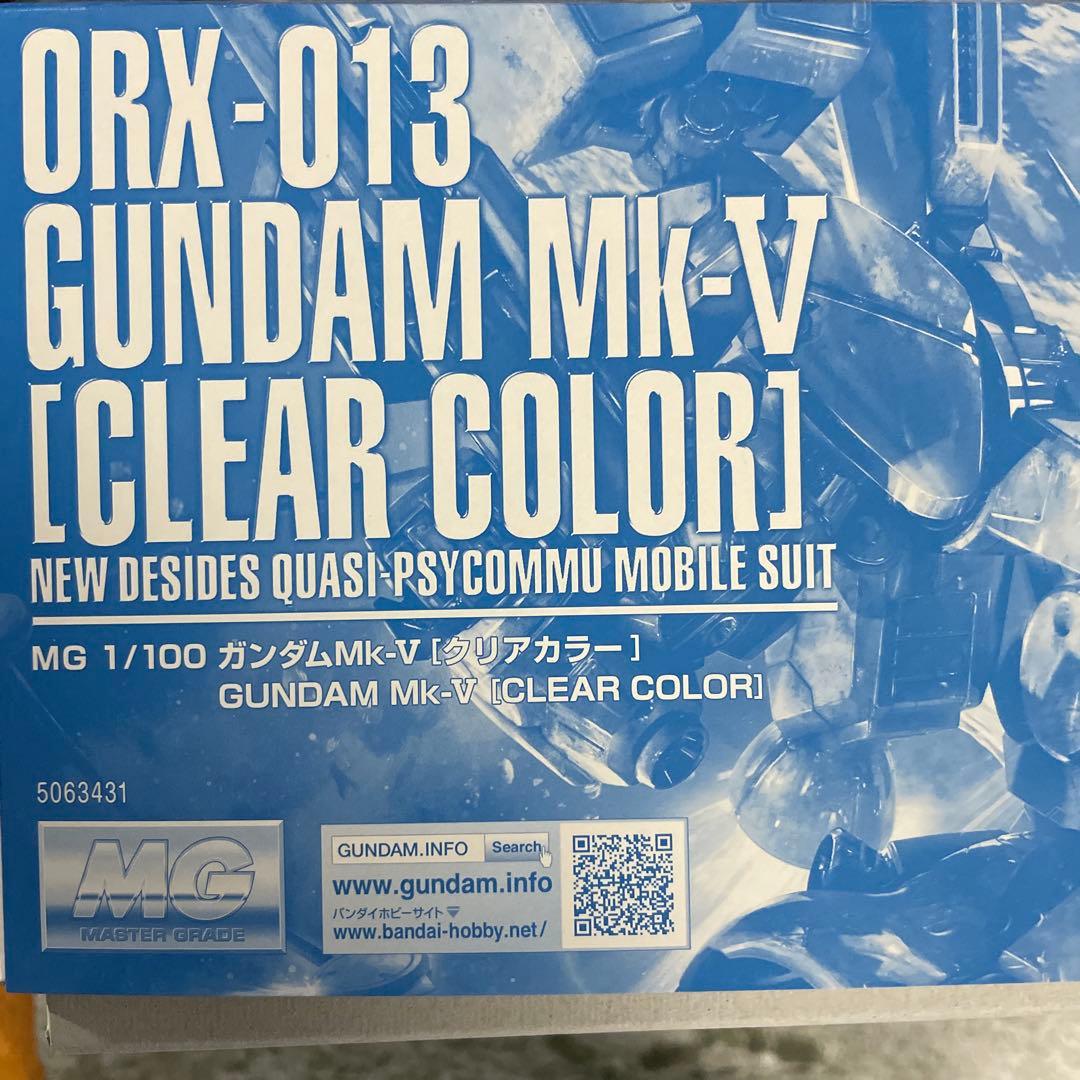 ORX-013
GUNDAM Mk-V
[CLEAR COLOR]
NEW DESIDES QUASI-PSYCOMMU MOBILE SUIT
MG 1/100 ガンダムMk-V [クリアカラー]
GUNDAM Mk-V [CLEAR COLOR]
5063431
MG
MASTER GRADE
GUNDAM.INFO Search
www.gundam.info
バンダイホビーサイト▼
www.bandai-hobby.net/